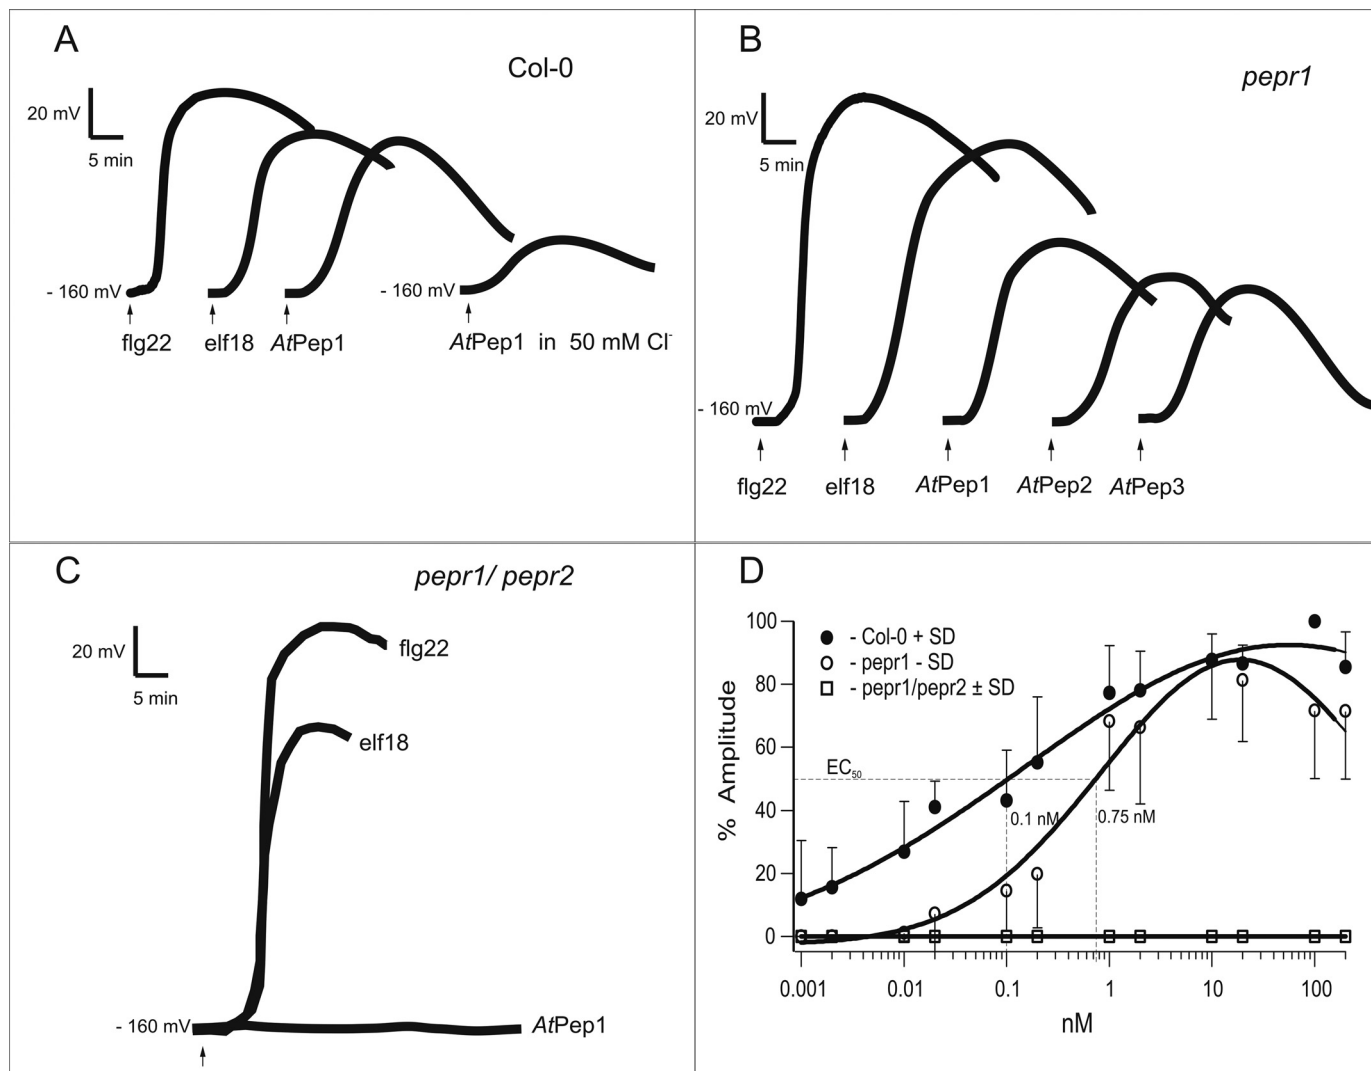 A
Col-0
20 mV
5 min
- 160 mV
- 160 mV
flg22
elf18
AtPep1
AtPep1 in 50 mM Cl-
B
pepr1
20 mV
5 min
- 160 mV
flg22
elf18
AtPep1
AtPep2
AtPep3
C
pepr1/ pepr2
20 mV
5 min
flg22
elf18
- 160 mV
AtPep1
D
100
80
60
40
20
0
% Amplitude
- Col-0 + SD
- pepr1 - SD
- pepr1/pepr2 ± SD
EC50
0.1 nM
0.75 nM
0.001
0.01
0.1
1
10
100
nM